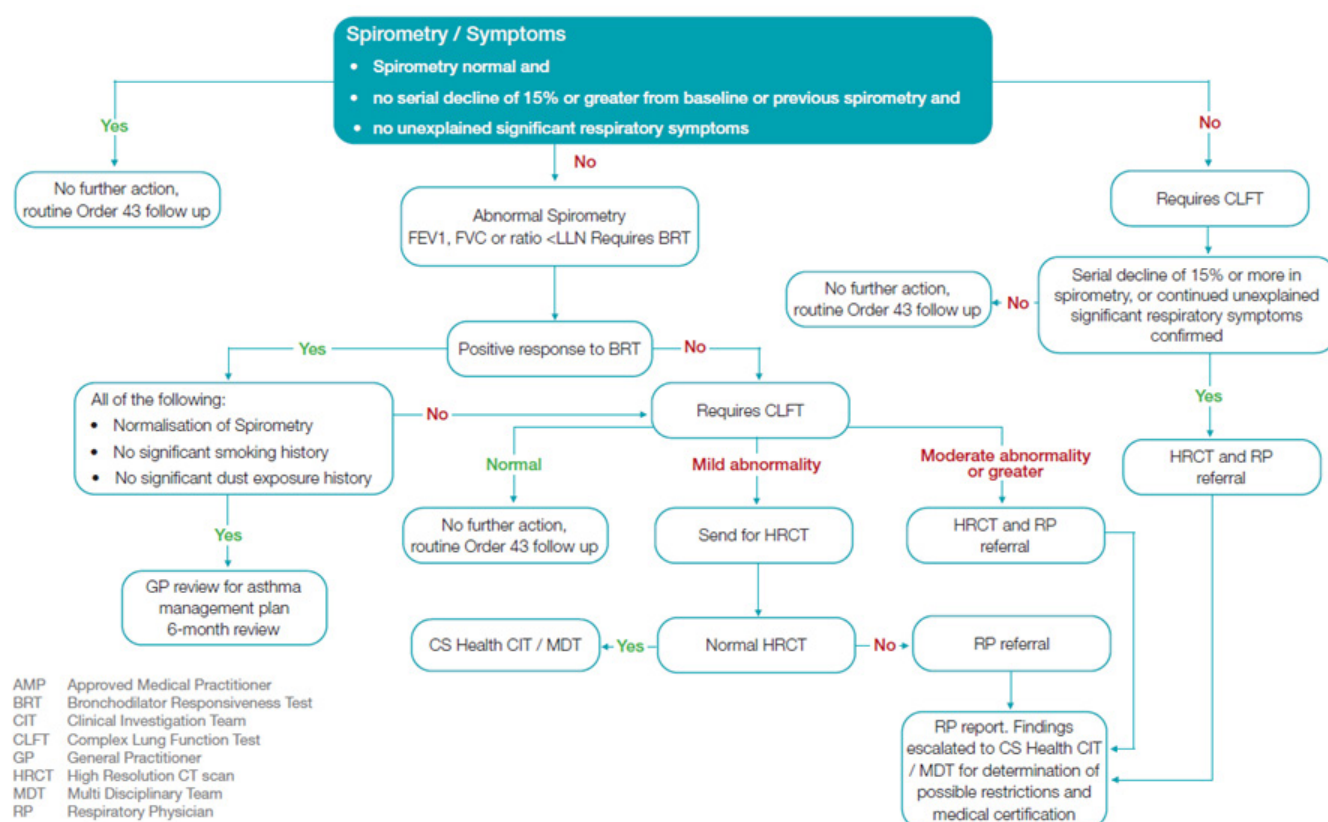 Spirometry / Symptoms
• Spirometry normal and
• no serial decline of 15% or greater from baseline or previous spirometry and
• no unexplained significant respiratory symptoms
Yes
No
No
No further action,
routine Order 43 follow up
Abnormal Spirometry
FEV1, FVC or ratio <LLN Requires BRT
Requires CLFT
No further action,
routine Order 43 follow up
No
Serial decline of 15% or more in
spirometry, or continued unexplained
significant respiratory symptoms
confirmed
Yes
Positive response to BRT
No
Yes
All of the following:
• Normalisation of Spirometry
• No significant smoking history
• No significant dust exposure history
No
Requires CLFT
HRCT and RP
referral
Normal
Mild abnormality
Moderate abnormality
or greater
Yes
No further action,
routine Order 43 follow up
Send for HRCT
HRCT and RP
referral
GP review for asthma
management plan
6-month review
CS Health CIT / MDT
Yes
Normal HRCT
No
RP referral
RP report. Findings
escalated to CS Health CIT
/ MDT for determination of
possible restrictions and
medical certification
AMP Approved Medical Practitioner
BRT Bronchodilator Responsiveness Test
CIT Clinical Investigation Team
CLFT Complex Lung Function Test
GP General Practitioner
HRCT High Resolution CT scan
MDT Multi Disciplinary Team
RP Respiratory Physician